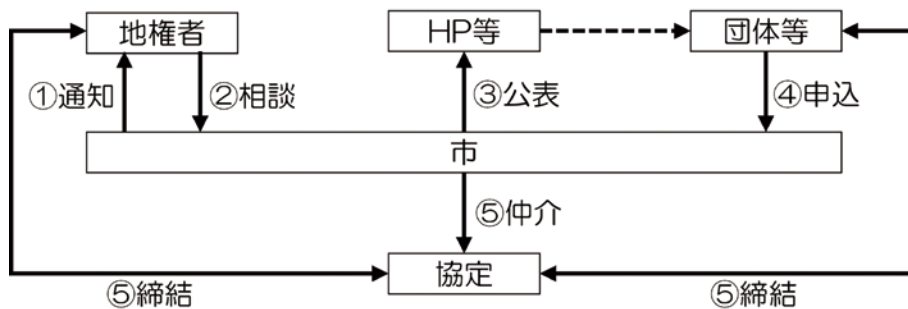 地権者
HP等
団体等
①通知
②相談
③公表
④申込
市
⑤仲介
協定
⑤締結
⑤締結